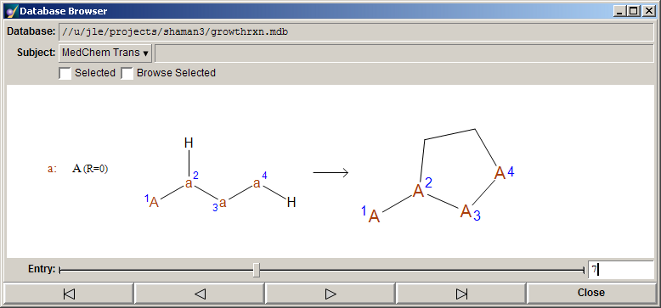 Database Browser
Database: //u/jle/projects/shaman3/growthrxn.mdb
Subject: MedChem Trans
Selected Browse Selected
H
a: A (R=0) 1 A a 2 3 a a 4 H
1 A A 2 A 3 A 4
Entry: 7
Close